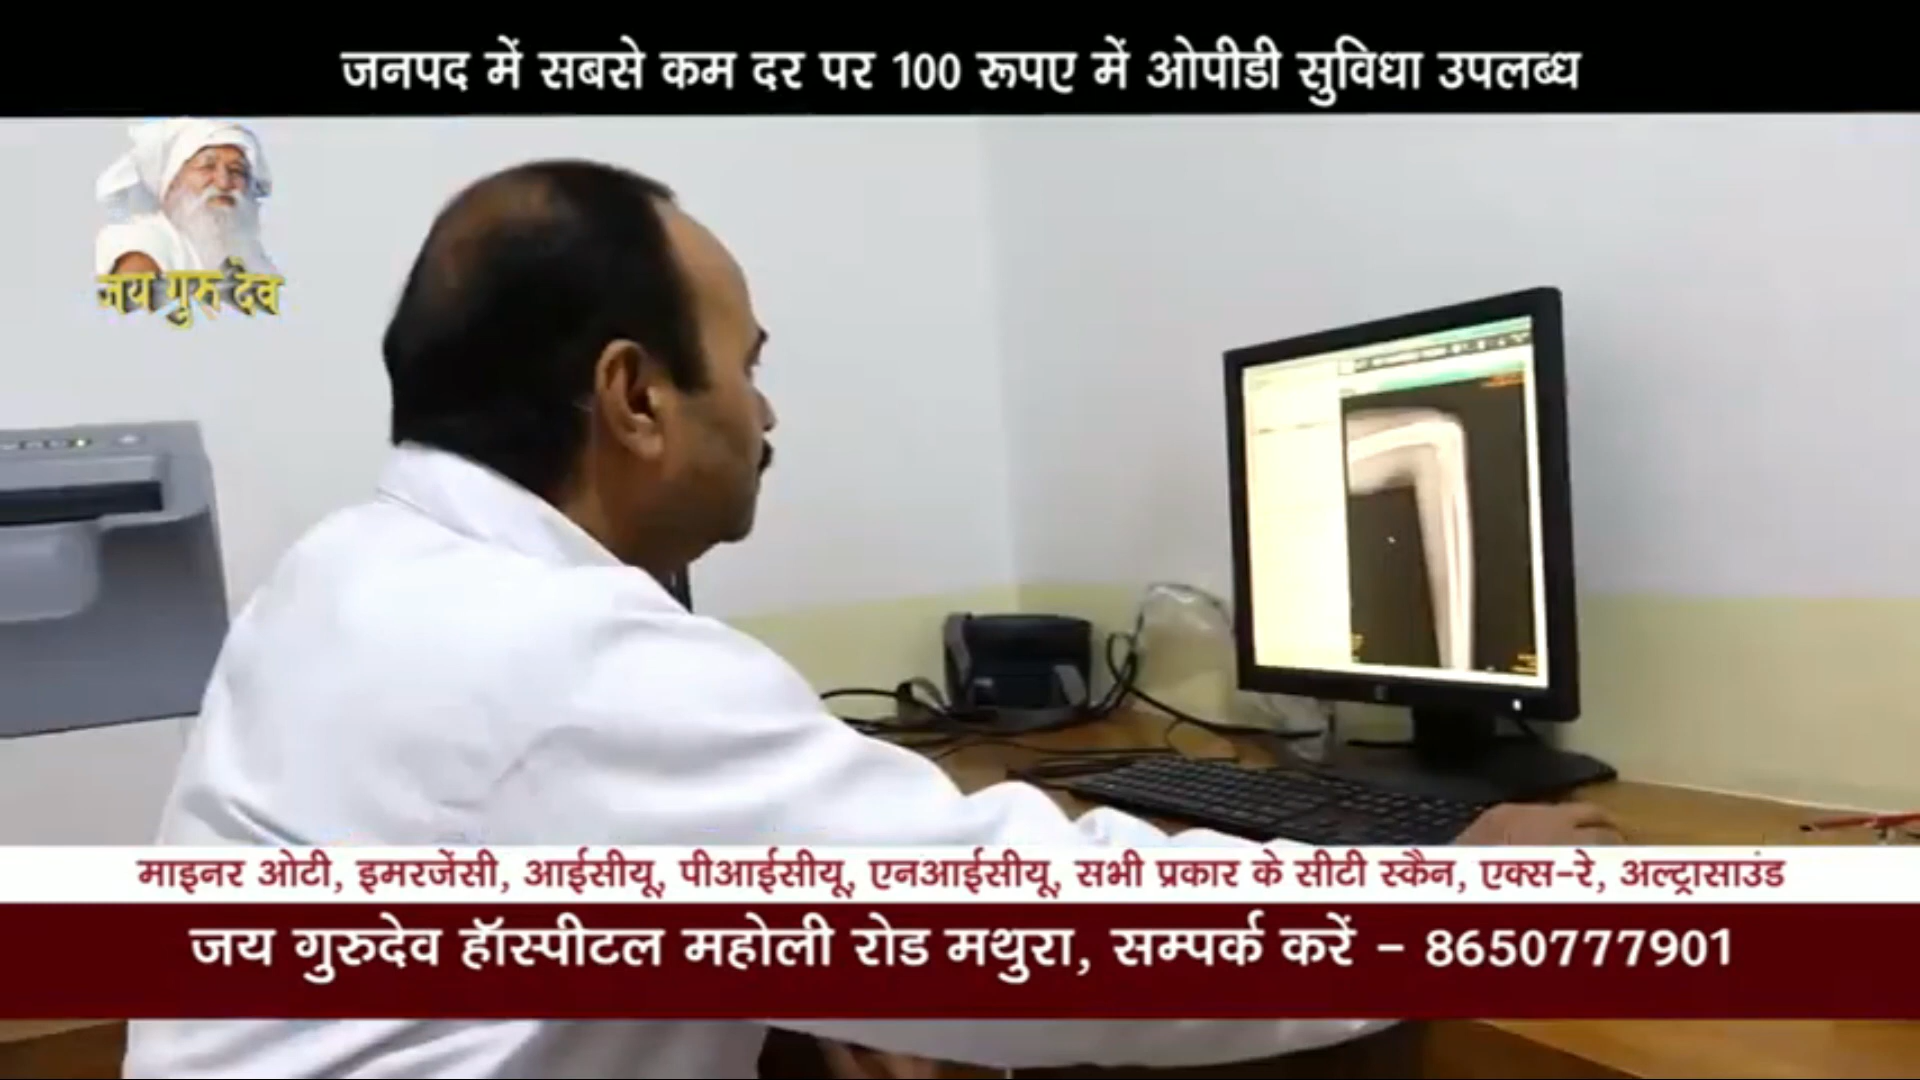 जनपद में सबसे कम दर पर 100 रूपए में ओपीडी सुविधा उपलब्ध
जय गुरु देव
माइनर ओटी, इमरजेंसी, आईसीयू, पीआईसीयू, एनआईसीयू, सभी प्रकार के सीटी स्कैन, एक्स-रे, अल्ट्रासाउंड
जय गुरुदेव हॉस्पीटल महोली रोड मथुरा, सम्पर्क करें - 8650777901